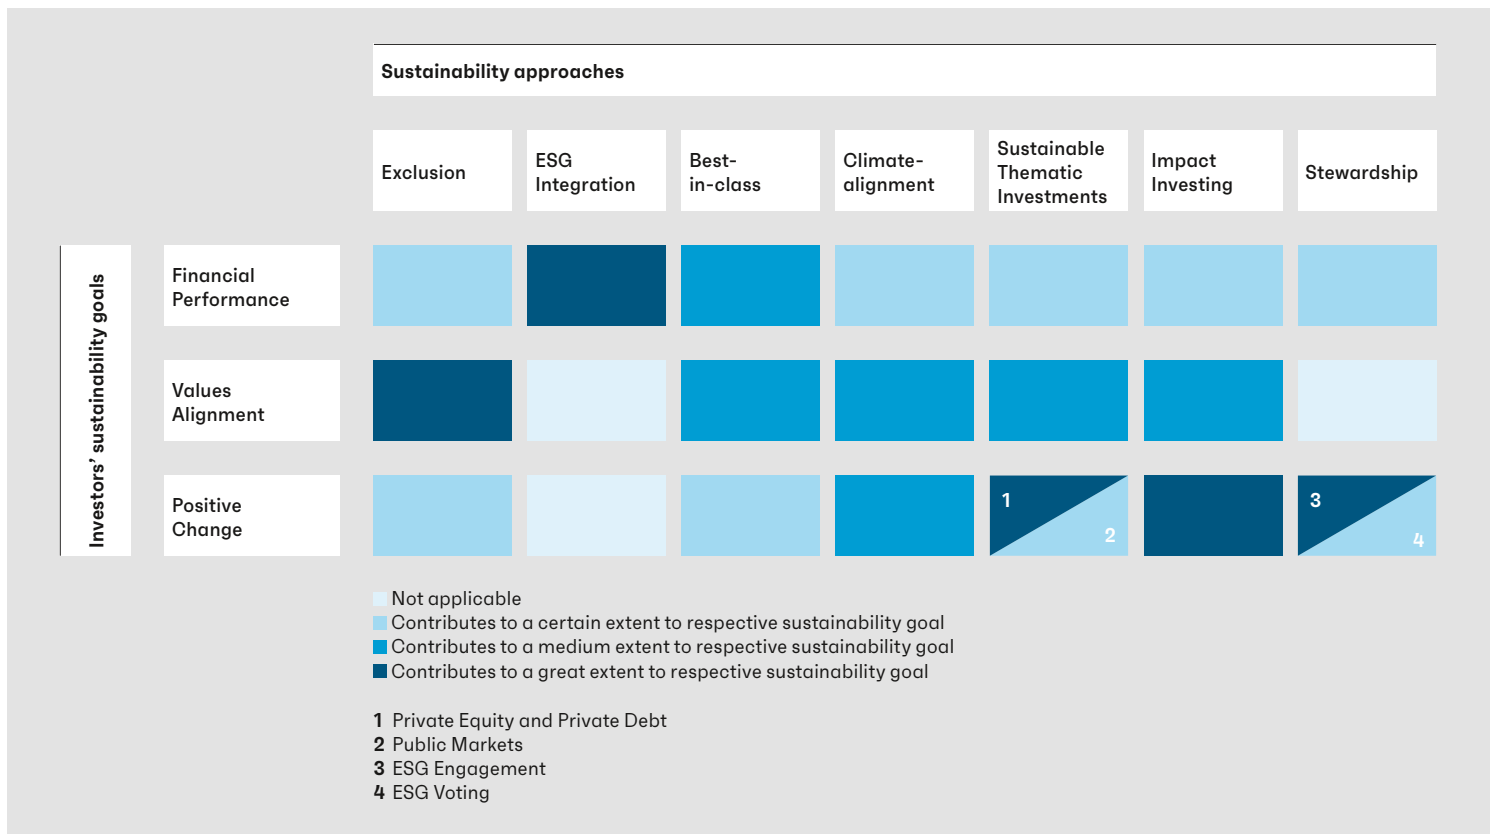 Sustainability approaches
Exclusion
ESG
Integration
Best-
in-class
Climate-
alignment
Sustainable
Thematic
Investments
Impact
Investing
Stewardship
Investors’ sustainability goals
Financial
Performance
Values
Alignment
Positive
Change
1
2
3
4
Not applicable
Contributes to a certain extent to respective sustainability goal
Contributes to a medium extent to respective sustainability goal
Contributes to a great extent to respective sustainability goal
1 Private Equity and Private Debt
2 Public Markets
3 ESG Engagement
4 ESG Voting